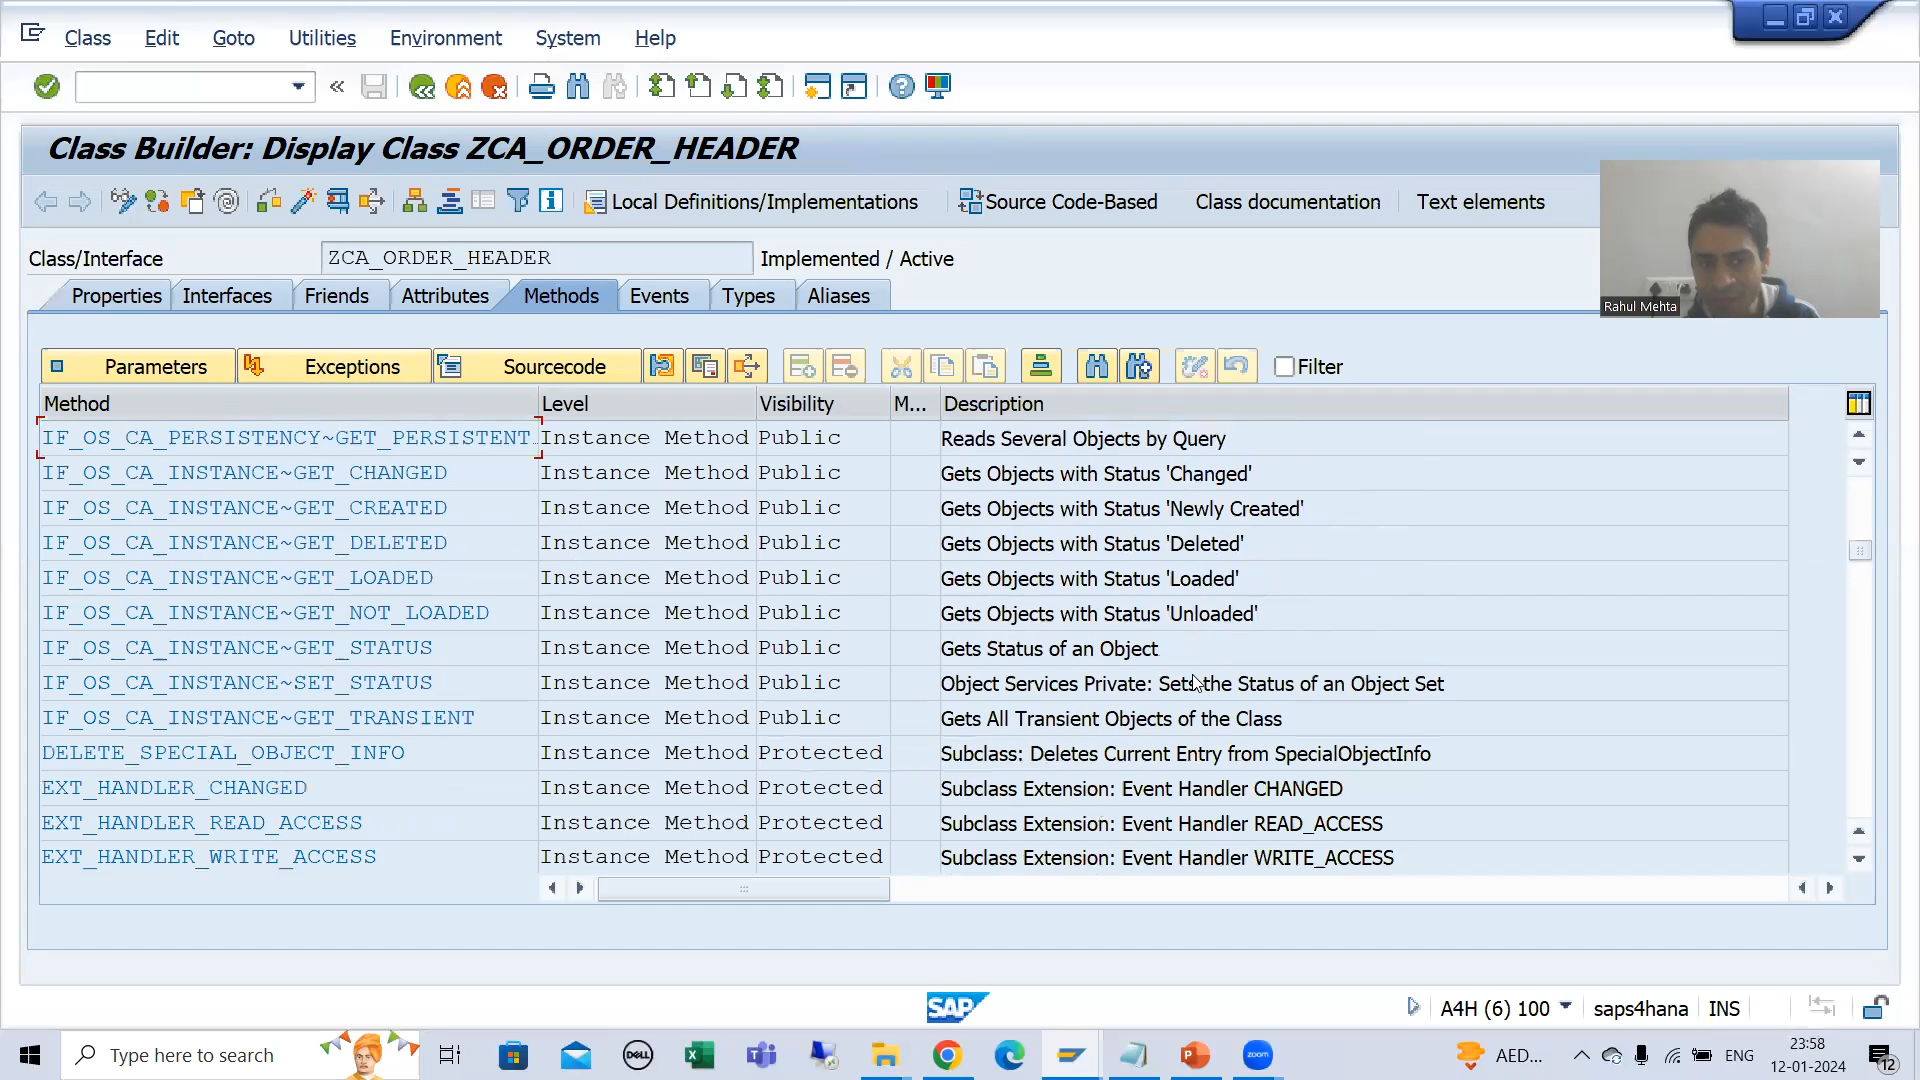 Class Edit Goto Utilities Environment System Help
Class Builder: Display Class ZCA_ORDER_HEADER
Local Definitions/Implementations Source Code-Based Class documentation Text elements
Class/Interface ZCA_ORDER_HEADER Implemented / Active
Rahul Mehta
Properties Interfaces Friends Attributes Methods Events Types Aliases
Parameters Exceptions Sourcecode Filter
Method Level Visibility M... Description
IF_OS_CA_PERSISTENCY~GET_PERSISTENT... Instance Method Public Reads Several Objects by Query
IF_OS_CA_INSTANCE~GET_CHANGED Instance Method Public Gets Objects with Status 'Changed'
IF_OS_CA_INSTANCE~GET_CREATED Instance Method Public Gets Objects with Status 'Newly Created'
IF_OS_CA_INSTANCE~GET_DELETED Instance Method Public Gets Objects with Status 'Deleted'
IF_OS_CA_INSTANCE~GET_LOADED Instance Method Public Gets Objects with Status 'Loaded'
IF_OS_CA_INSTANCE~GET_NOT_LOADED Instance Method Public Gets Objects with Status 'Unloaded'
IF_OS_CA_INSTANCE~GET_STATUS Instance Method Public Gets Status of an Object
IF_OS_CA_INSTANCE~SET_STATUS Instance Method Public Object Services Private: Sets the Status of an Object Set
IF_OS_CA_INSTANCE~GET_TRANSIENT Instance Method Public Gets All Transient Objects of the Class
DELETE_SPECIAL_OBJECT_INFO Instance Method Protected Subclass: Deletes Current Entry from SpecialObjectInfo
EXT_HANDLER_CHANGED Instance Method Protected Subclass Extension: Event Handler CHANGED
EXT_HANDLER_READ_ACCESS Instance Method Protected Subclass Extension: Event Handler READ_ACCESS
EXT_HANDLER_WRITE_ACCESS Instance Method Protected Subclass Extension: Event Handler WRITE_ACCESS
SAP A4H (6) 100 saps4hana INS
Type here to search DELL zoom AED... ENG 23:58
12-01-2024 12